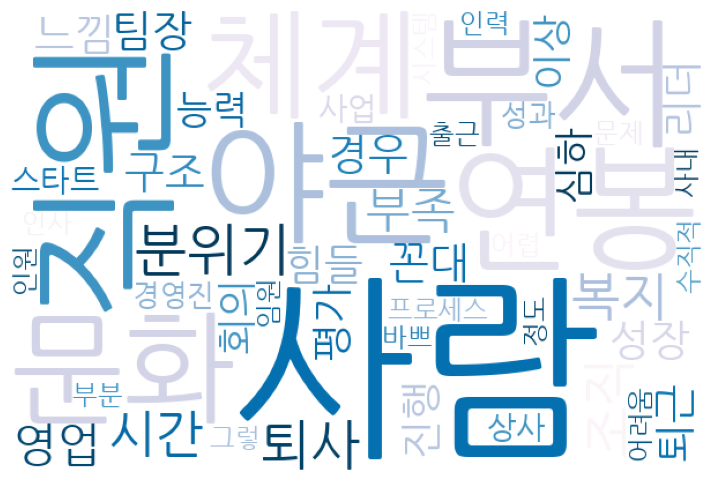 느낌
팀장
체계
부사
인력
이상
시스템
직원
능력
사업
성과
출근
문제
리더
스타트
구조
야근
경우
연봉
심하
사내
인사
분위기
부족
어렵
수직적
인원
힘들
꼰대
경영진
회의
임원
평가
프로세스
바쁘
정도
복지
성장
문화
사람
부분
영업
시간
그렇
퇴사
진행
상사
조직
어려움
퇴근